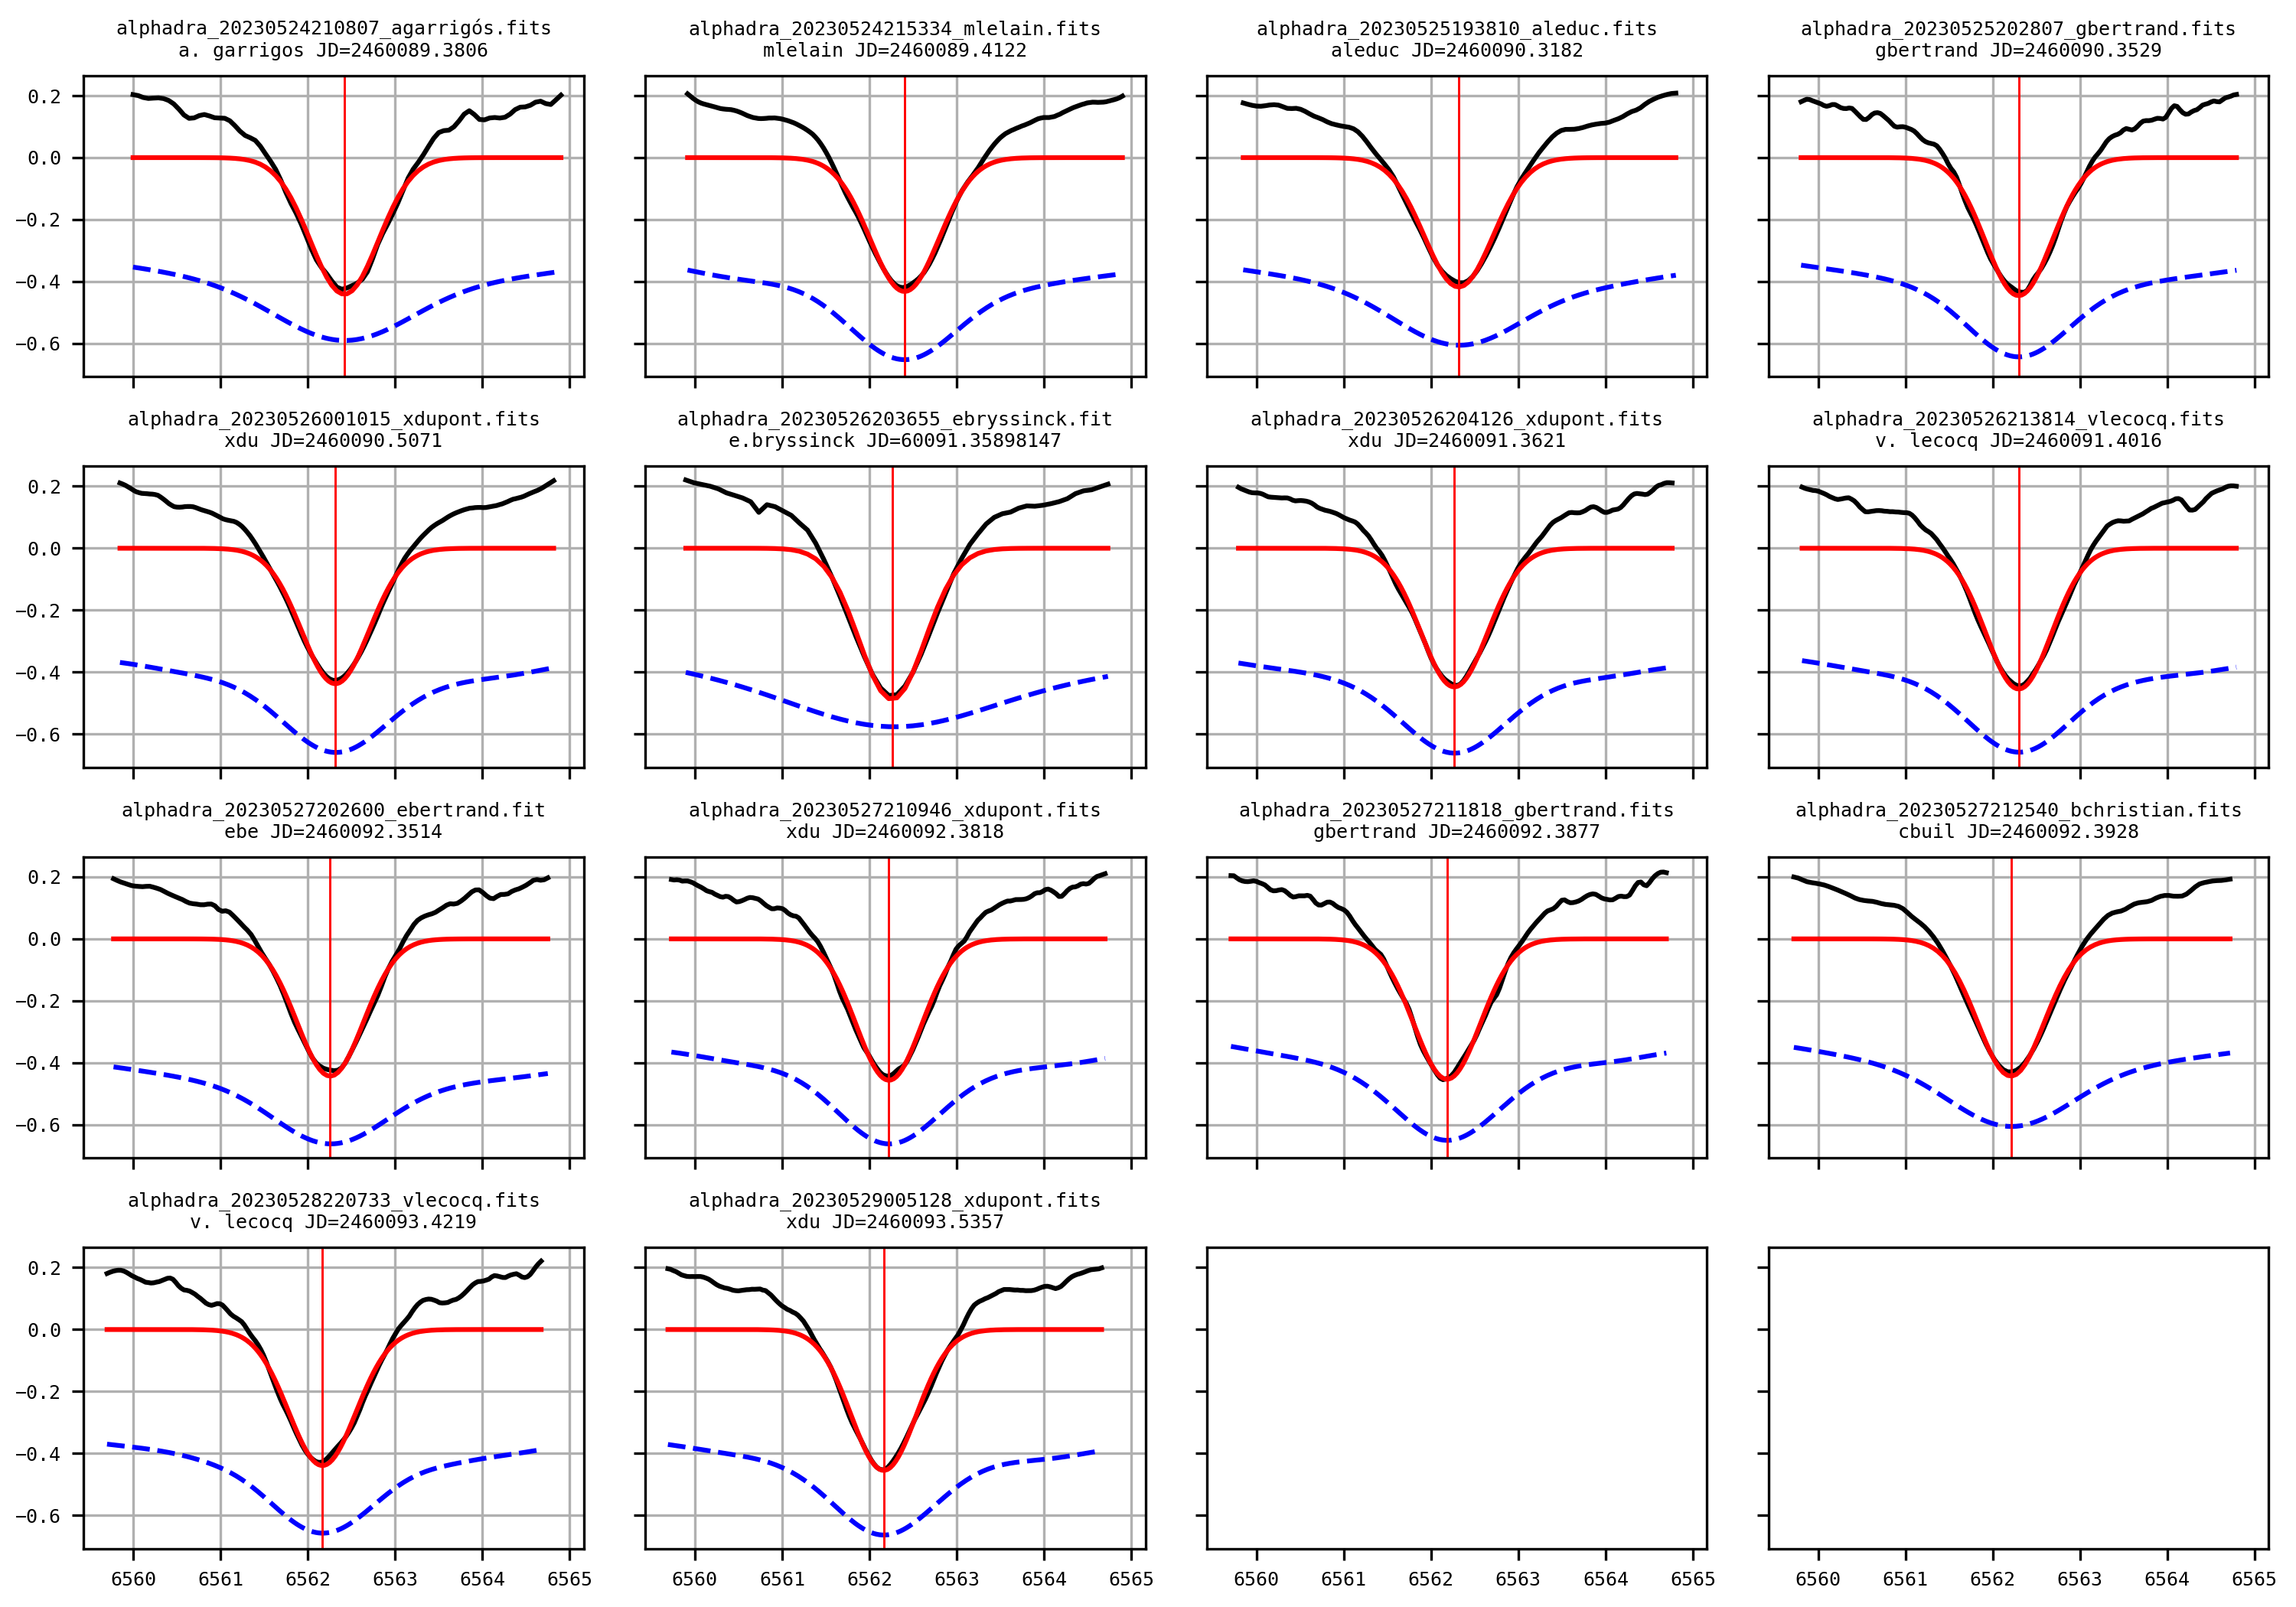 alphadra_20230524210807_agarrigós.fits
a. garrigos JD=2460089.3806
alphadra_20230524215334_mlelain.fits
mlelain JD=2460089.4122
alphadra_20230525193810_aleduc.fits
aleduc JD=2460090.3182
alphadra_20230525202807_gbertrand.fits
gbertrand JD=2460090.3529
0.2
0.0
−0.2
−0.4
−0.6
alphadra_20230526001015_xdupont.fits
xdu JD=2460090.5071
alphadra_20230526203655_ebryssinck.fit
e.bryssinck JD=60091.35898147
alphadra_20230526204126_xdupont.fits
xdu JD=2460091.3621
alphadra_20230526213814_vlecocq.fits
v. lecocq JD=2460091.4016
0.2
0.0
−0.2
−0.4
−0.6
alphadra_20230527202600_ebertrand.fit
ebe JD=2460092.3514
alphadra_20230527210946_xdupont.fits
xdu JD=2460092.3818
alphadra_20230527211818_gbertrand.fits
gbertrand JD=2460092.3877
alphadra_20230527212540_bchristian.fits
cbuil JD=2460092.3928
0.2
0.0
−0.2
−0.4
−0.6
alphadra_20230528220733_vlecocq.fits
v. lecocq JD=2460093.4219
alphadra_20230529005128_xdupont.fits
xdu JD=2460093.5357
0.2
0.0
−0.2
−0.4
−0.6
6560 6561 6562 6563 6564 6565
6560 6561 6562 6563 6564 6565
6560 6561 6562 6563 6564 6565
6560 6561 6562 6563 6564 6565